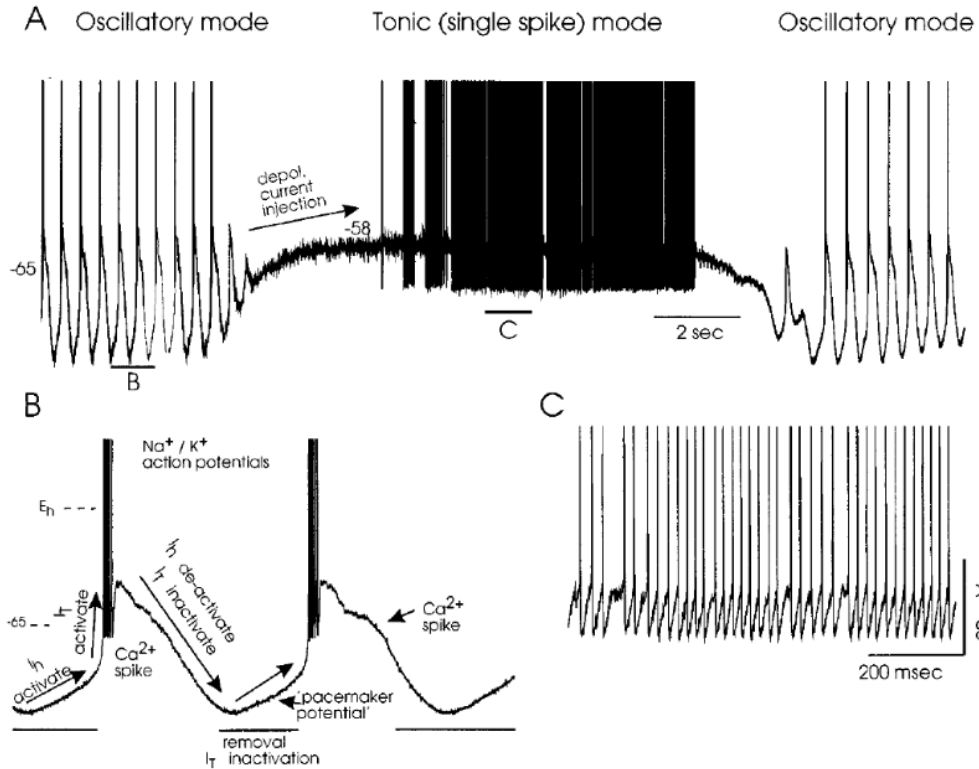 A
Oscillatory mode Tonic (single spike) mode Oscillatory mode
depol.
current
injection
-58
-65
B
C
2 sec
B
C
Na+ / K+
action potentials
Eh
-65
Ih
activate
IT
activate
Ca2+
spike
Ih de-activate
IT inactivate
Ca2+
spike
'pacemaker
potential'
removal
IT inactivation
200 msec